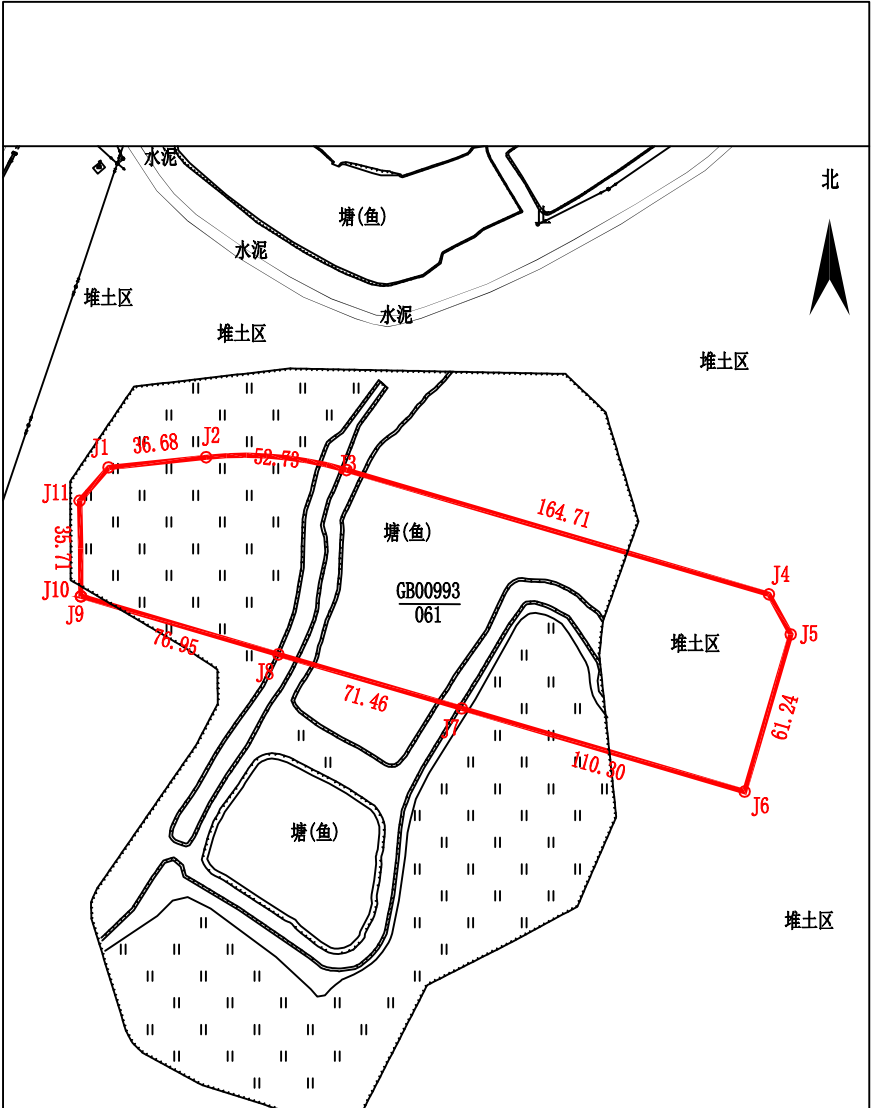 水泥
北
塘(鱼)
水泥
堆土区
水泥
堆土区
堆土区
J1
36.68
J2
52.73
J3
J11
164.71
35.71
塘(鱼)
J10
J9
GB00993
061
J4
J5
76.95
J8
堆土区
71.46
J7
61.24
110.30
J6
塘(鱼)
堆土区